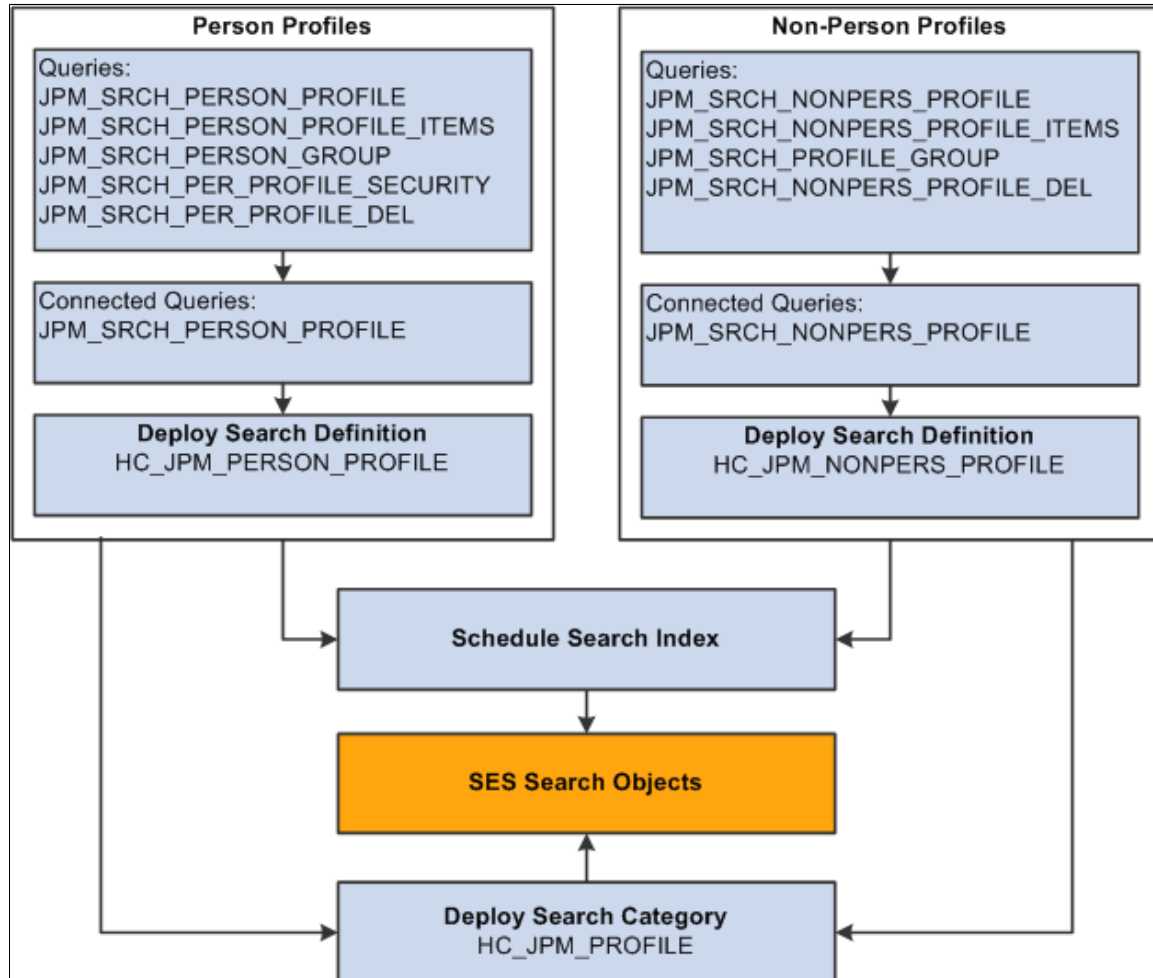 Person Profiles
Queries:
JPM_SRCH_PERSON_PROFILE
JPM_SRCH_PERSON_PROFILE_ITEMS
JPM_SRCH_PERSON_GROUP
JPM_SRCH_PER_PROFILE_SECURITY
JPM_SRCH_PER_PROFILE_DEL
Connected Queries:
JPM_SRCH_PERSON_PROFILE
Deploy Search Definition
HC_JPM_PERSON_PROFILE
Non-Person Profiles
Queries:
JPM_SRCH_NONPERS_PROFILE
JPM_SRCH_NONPERS_PROFILE_ITEMS
JPM_SRCH_PROFILE_GROUP
JPM_SRCH_NONPERS_PROFILE_DEL
Connected Queries:
JPM_SRCH_NONPERS_PROFILE
Deploy Search Definition
HC_JPM_NONPERS_PROFILE
Schedule Search Index
SES Search Objects
Deploy Search Category
HC_JPM_PROFILE